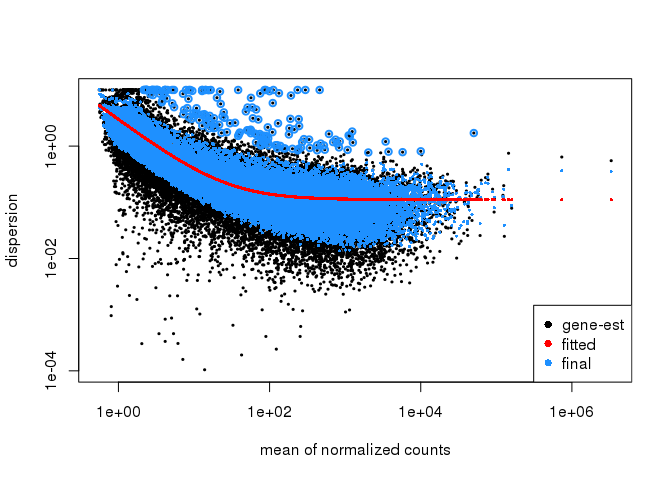 dispersion
1e+00
1e-02
1e-04
gene-est
fitted
final
1e+00 1e+02 1e+04 1e+06
mean of normalized counts